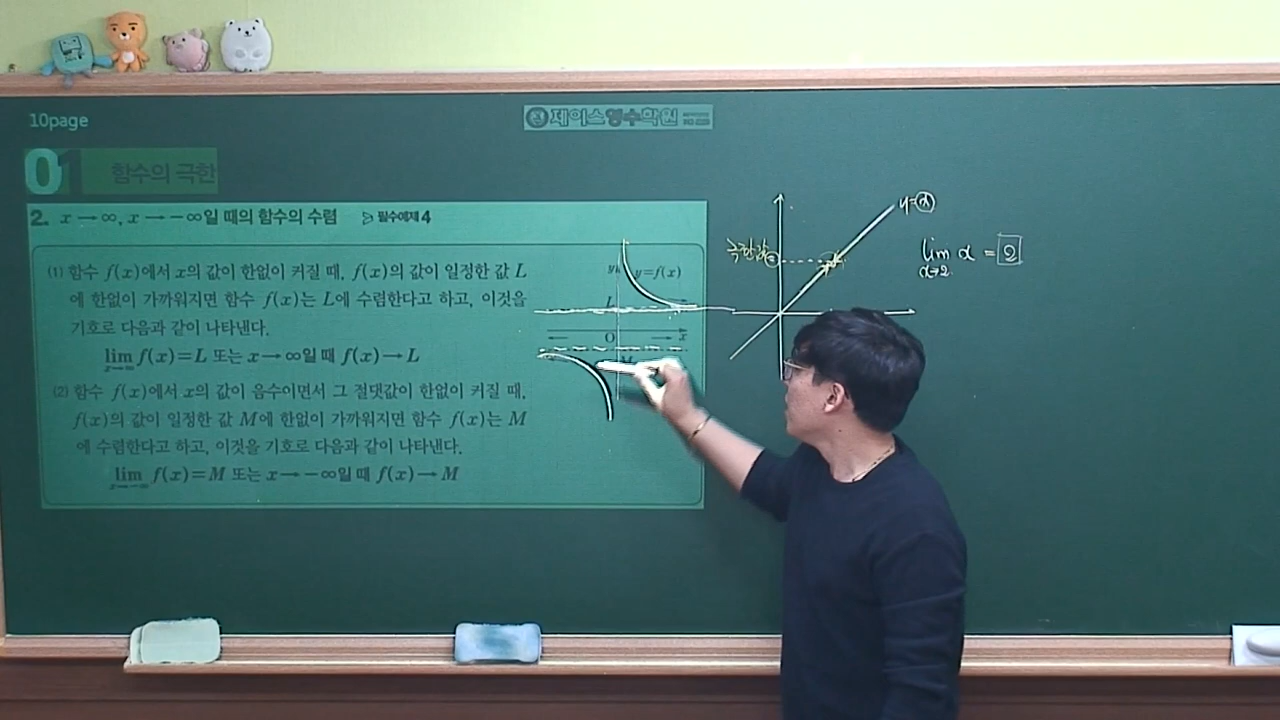 10page
제이스영수학원
01 함수의 극한
2. x→∞, x→-∞일 때의 함수의 수렴 ▷ 필수예제 4
(1) 함수 f(x)에서 x의 값이 한없이 커질 때, f(x)의 값이 일정한 값 L
에 한없이 가까워지면 함수 f(x)는 L에 수렴한다고 하고, 이것을
기호로 다음과 같이 나타낸다.
lim f(x)=L 또는 x→∞일 때 f(x)→L
x→∞
(2) 함수 f(x)에서 x의 값이 음수이면서 그 절댓값이 한없이 커질 때,
f(x)의 값이 일정한 값 M에 한없이 가까워지면 함수 f(x)는 M
에 수렴한다고 하고, 이것을 기호로 다음과 같이 나타낸다.
lim f(x)=M 또는 x→-∞일 때 f(x)→M
x→-∞
y
y=f(x)
L
O
x
y=x
극한값 2
lim x = 2
x→2